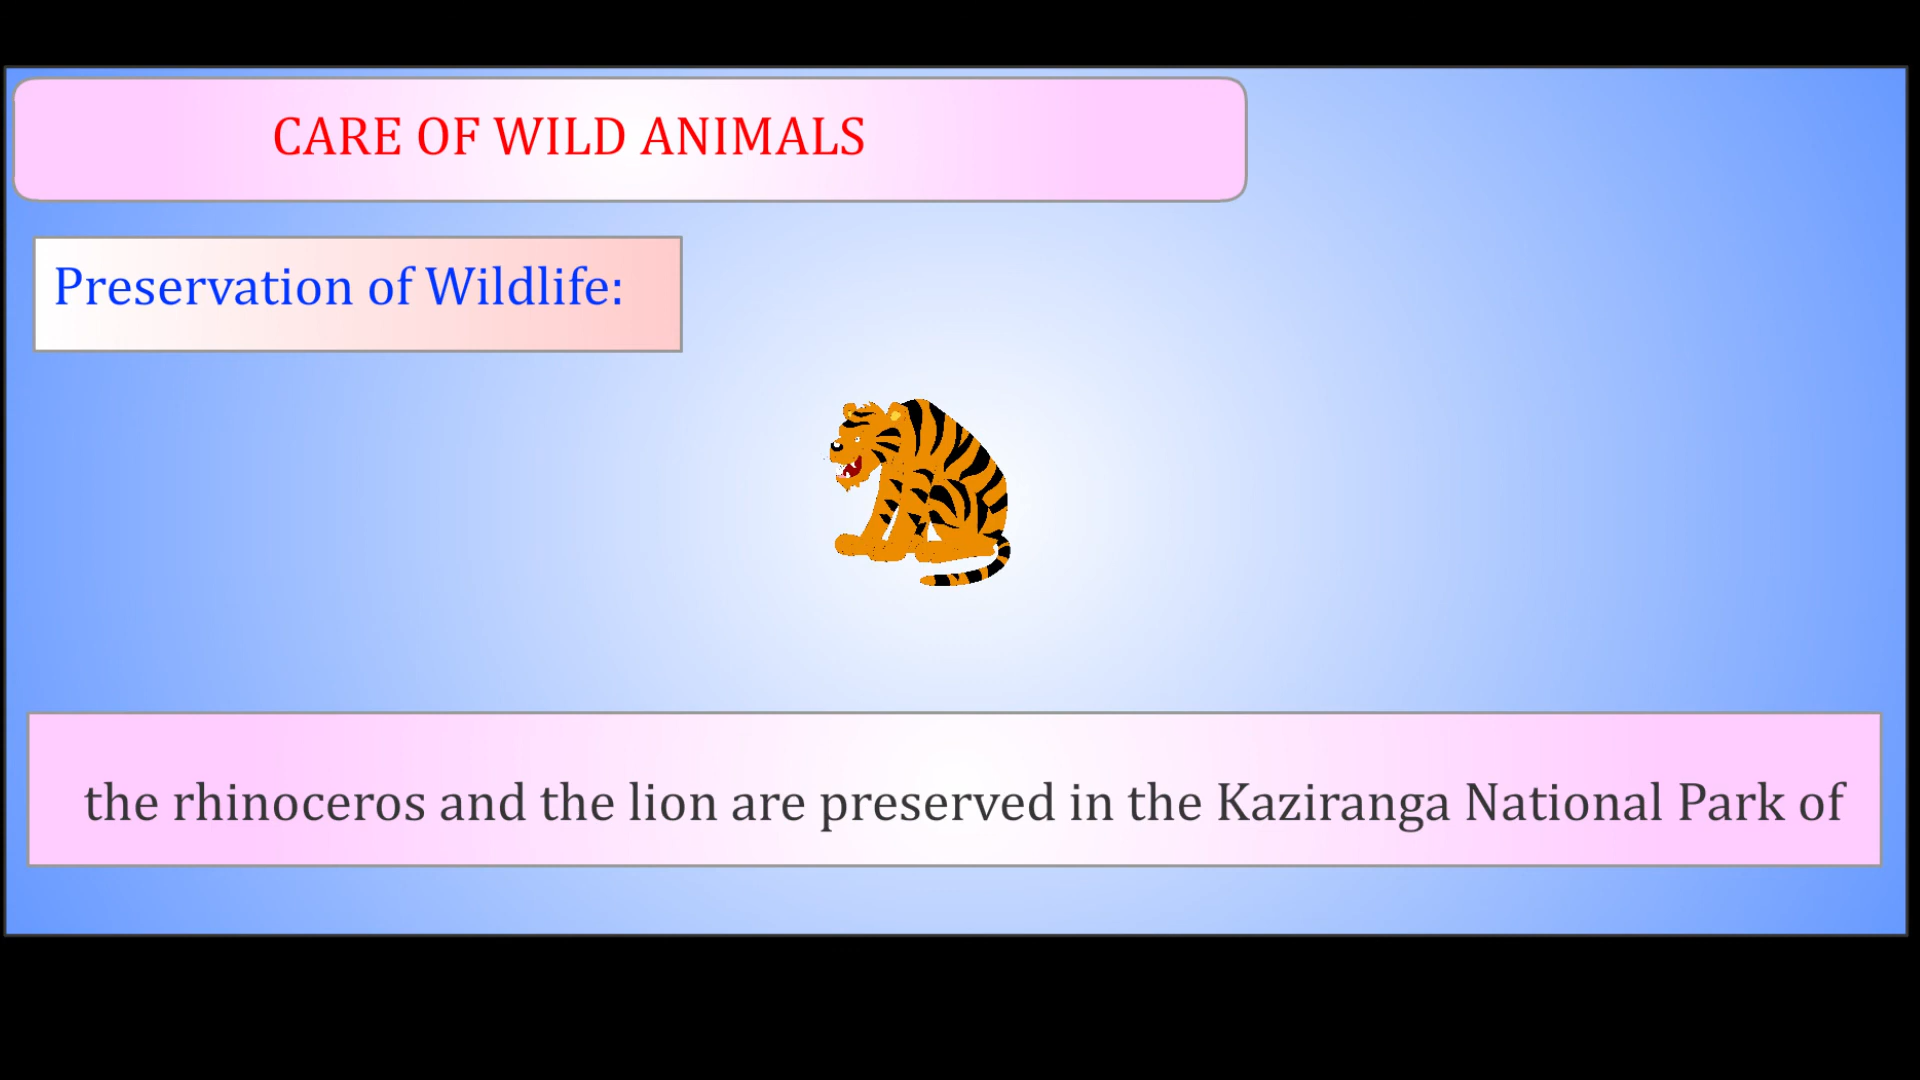 CARE OF WILD ANIMALS
Preservation of Wildlife:
the rhinoceros and the lion are preserved in the Kaziranga National Park of